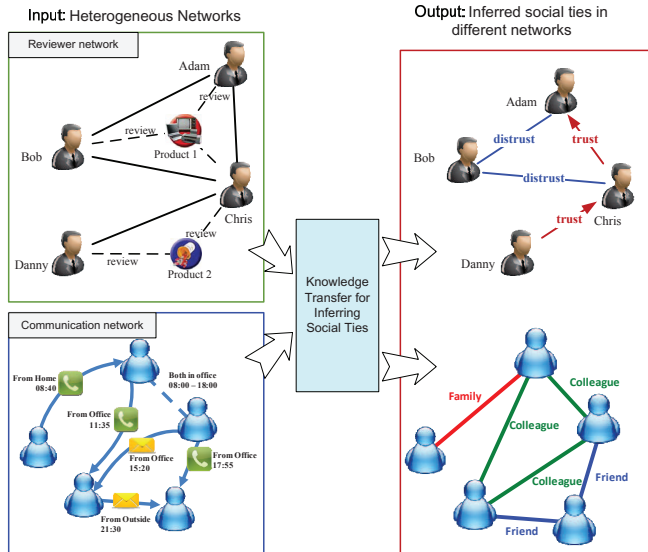 Input: Heterogeneous Networks
Reviewer network
Adam
review
review
Bob
Product 1
Chris
review
Danny
review
Product 2
Communication network
From Home
08:40
Both in office
08:00 – 18:00
From Office
11:35
From Office
15:20
From Office
17:55
From Outside
21:30
Knowledge
Transfer for
Inferring
Social Ties
Output: Inferred social ties in
different networks
Adam
distrust
trust
Bob
distrust
Chris
trust
Danny
Family
Colleague
Colleague
Colleague
Friend
Friend